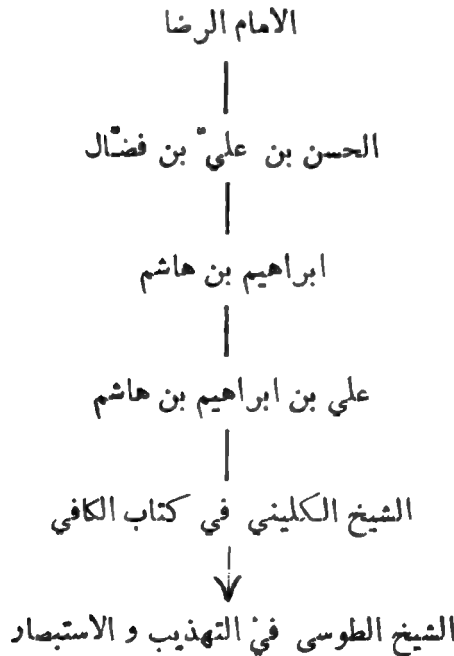 الامام الرضا
الحسن بن عليّ بن فضّال
ابراهيم بن هاشم
علي بن ابراهيم بن هاشم
الشيخ الكليني في كتاب الكافي
الشيخ الطوسى في التهذيب و الاستبصار